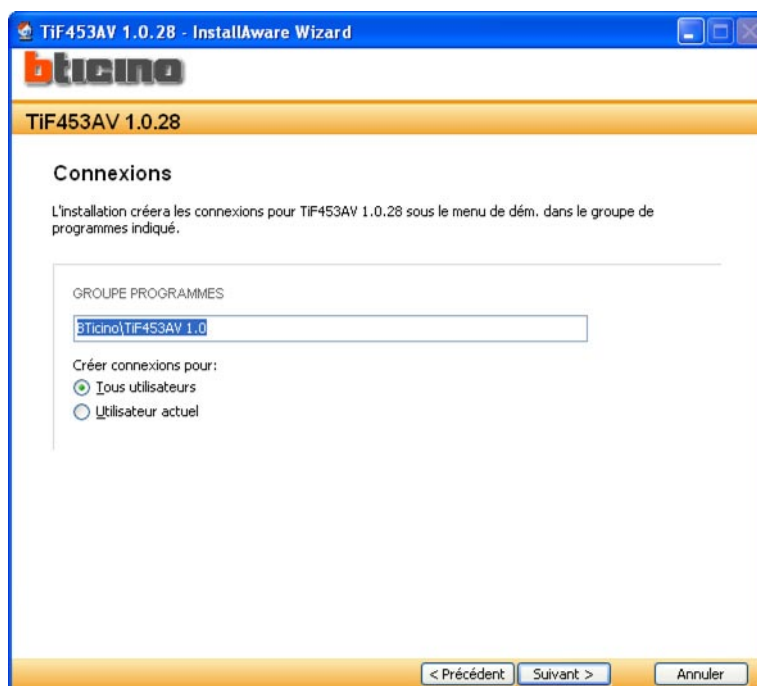 TiF453AV 1.0.28 - InstallAware Wizard
bticino
TiF453AV 1.0.28
Connexions
L'installation créera les connexions pour TiF453AV 1.0.28 sous le menu de dém. dans le groupe de
programmes indiqué.
GROUPE PROGRAMMES
BTicino\TiF453AV 1.0
Créer connexions pour:
Tous utilisateurs
Utilisateur actuel
< Précédent
Suivant >
Annuler